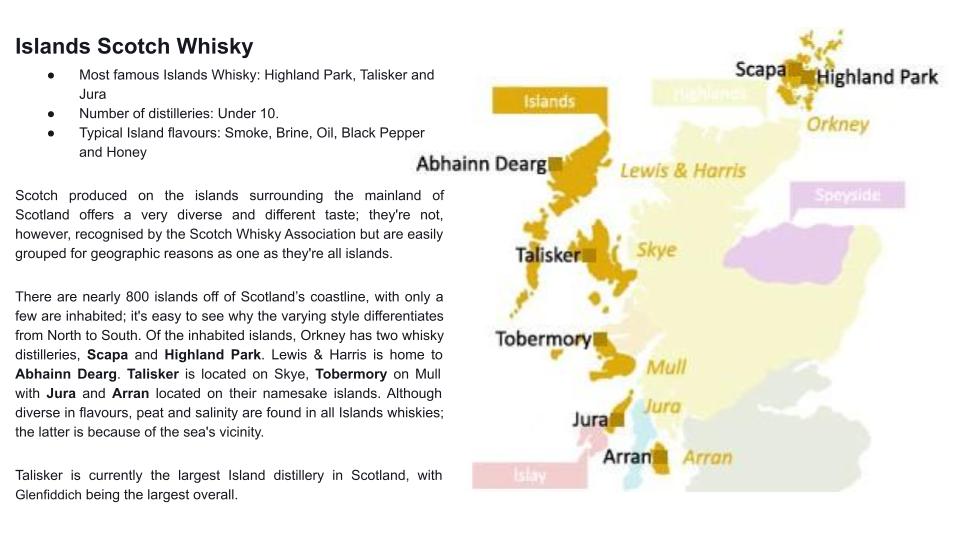 Islands Scotch Whisky
● Most famous Islands Whisky: Highland Park, Talisker and
Jura
● Number of distilleries: Under 10.
● Typical Island flavours: Smoke, Brine, Oil, Black Pepper
and Honey
Scotch produced on the islands surrounding the mainland of
Scotland offers a very diverse and different taste; they're not,
however, recognised by the Scotch Whisky Association but are easily
grouped for geographic reasons as one as they're all islands.
There are nearly 800 islands off of Scotland’s coastline, with only a
few are inhabited; it's easy to see why the varying style differentiates
from North to South. Of the inhabited islands, Orkney has two whisky
distilleries, Scapa and Highland Park. Lewis & Harris is home to
Abhainn Dearg. Talisker is located on Skye, Tobermory on Mull
with Jura and Arran located on their namesake islands. Although
diverse in flavours, peat and salinity are found in all Islands whiskies;
the latter is because of the sea's vicinity.
Talisker is currently the largest Island distillery in Scotland, with
Glenfiddich being the largest overall.
Scapa
Highland Park
Islands
Highlands
Orkney
Abhainn Dearg
Lewis & Harris
Speyside
Talisker
Skye
Tobermory
Mull
Jura
Jura
Arran
Arran
Islay